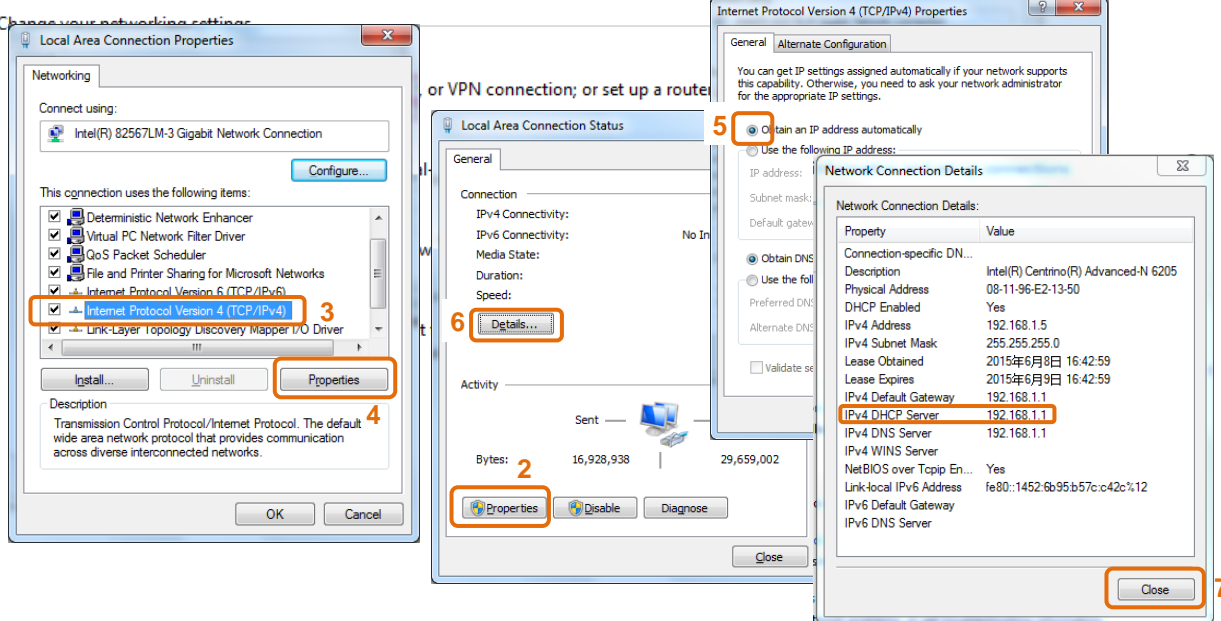 Change your networking settings
Local Area Connection Properties
Networking
Connect using:
Intel(R) 82567LM-3 Gigabit Network Connection
Configure...
This connection uses the following items:
Deterministic Network Enhancer
Virtual PC Network Filter Driver
QoS Packet Scheduler
File and Printer Sharing for Microsoft Networks
Internet Protocol Version 6 (TCP/IPv6)
Internet Protocol Version 4 (TCP/IPv4)
3
Link-Layer Topology Discovery Mapper I/O Driver
Install...
Uninstall
Properties
4
Description
Transmission Control Protocol/Internet Protocol. The default
wide area network protocol that provides communication
across diverse interconnected networks.
OK
Cancel
, or VPN connection; or set up a router
Local Area Connection Status
General
Connection
IPv4 Connectivity:
IPv6 Connectivity: No In
Media State:
Duration:
Speed:
6
Details...
Activity
Sent
Bytes: 16,928,938 29,659,002
2
Properties
Disable
Diagnose
Close
Internet Protocol Version 4 (TCP/IPv4) Properties
General
Alternate Configuration
You can get IP settings assigned automatically if your network supports
this capability. Otherwise, you need to ask your network administrator
for the appropriate IP settings.
5
Obtain an IP address automatically
Use the following IP address:
IP address:
Subnet mask:
Default gatew
Obtain DNS
Use the foll
Preferred DNS
Alternate DNS
Validate se
Network Connection Details
Network Connection Details:
Property Value
Connection-specific DN...
Description Intel(R) Centrino(R) Advanced-N 6205
Physical Address 08-11-96-E2-13-50
DHCP Enabled Yes
IPv4 Address 192.168.1.5
IPv4 Subnet Mask 255.255.255.0
Lease Obtained 2015年6月8日 16:42:59
Lease Expires 2015年6月9日 16:42:59
IPv4 Default Gateway 192.168.1.1
IPv4 DHCP Server 192.168.1.1
IPv4 DNS Server 192.168.1.1
IPv4 WINS Server
NetBIOS over Tcpip En... Yes
Link-local IPv6 Address fe80::1452:6b95:b57c:c42c%12
IPv6 Default Gateway
IPv6 DNS Server
Close
7